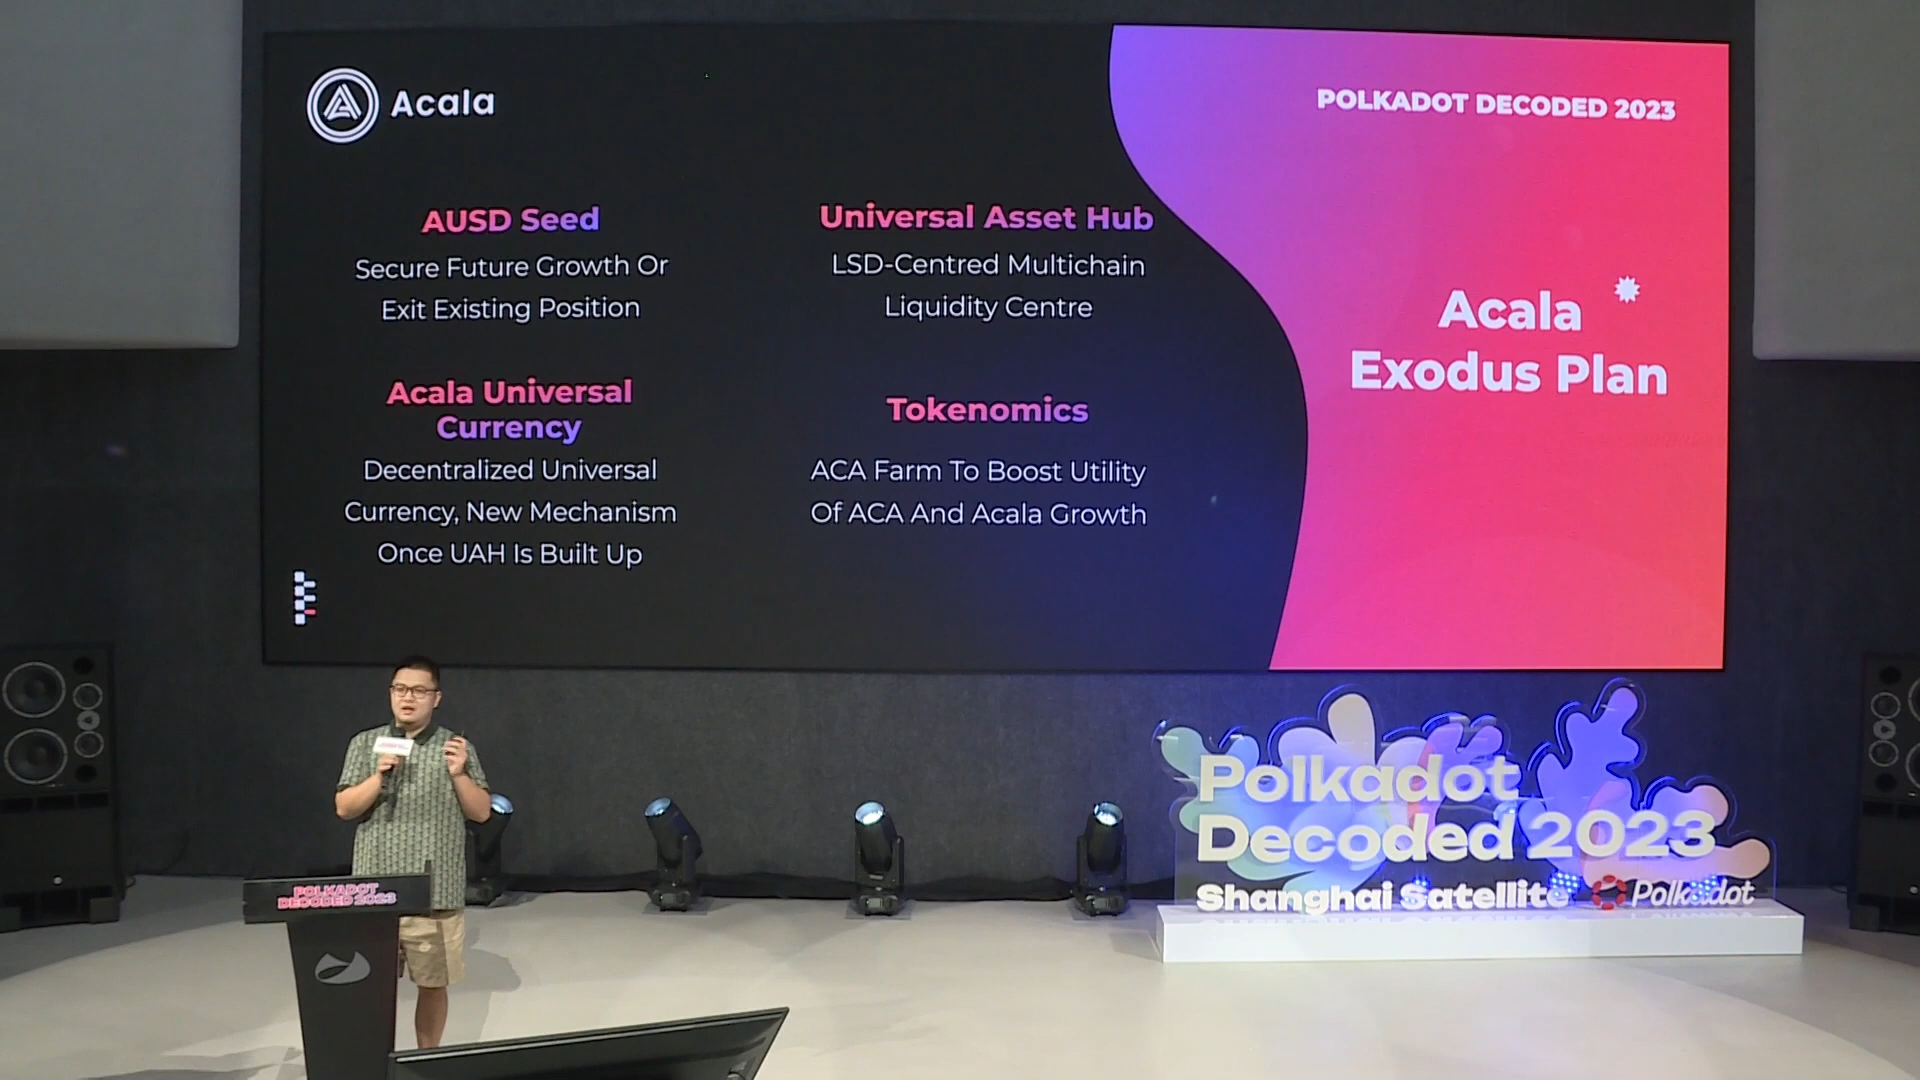 Acala
POLKADOT DECODED 2023
AUSD Seed
Secure Future Growth Or
Exit Existing Position
Universal Asset Hub
LSD-Centred Multichain
Liquidity Centre
Acala Universal
Currency
Decentralized Universal
Currency, New Mechanism
Once UAH Is Built Up
Tokenomics
ACA Farm To Boost Utility
Of ACA And Acala Growth
Acala
Exodus Plan
POLKADOT
DECODED 2023
Polkadot
Decoded 2023
Shanghai Satellite
Polkadot